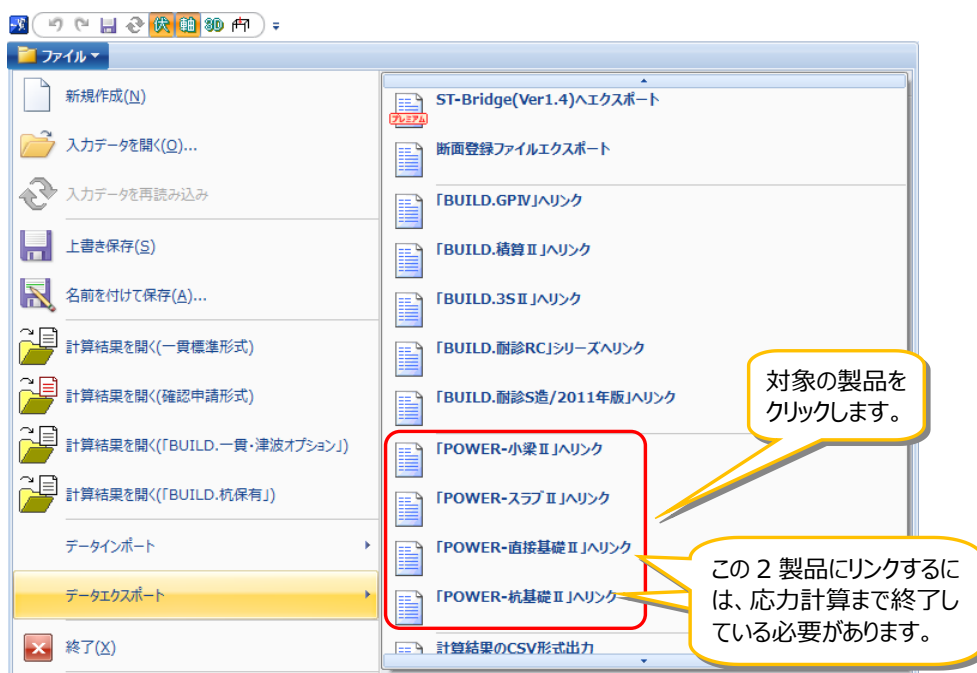 伏 軸 3D
ファイル
新規作成(N)
入力データを開く(O)...
入力データを再読み込み
上書き保存(S)
名前を付けて保存(A)...
計算結果を開く(一貫標準形式)
計算結果を開く(確認申請形式)
計算結果を開く(「BUILD.一貫・津波オプション」)
計算結果を開く(「BUILD.杭保有」)
データインポート
データエクスポート
終了(X)
ST-Bridge(Ver1.4)へエクスポート
プレミアム
断面登録ファイルエクスポート
「BUILD.GPⅣ」へリンク
「BUILD.積算Ⅱ」へリンク
「BUILD.3SⅡ」へリンク
「BUILD.耐診RC」シリーズへリンク
「BUILD.耐診S造/2011年版」へリンク
「POWER-小梁Ⅱ」へリンク
「POWER-スラブⅡ」へリンク
「POWER-直接基礎Ⅱ」へリンク
「POWER-杭基礎Ⅱ」へリンク
計算結果のCSV形式出力
対象の製品を
クリックします。
この 2 製品にリンクするに
は、応力計算まで終了し
ている必要があります。